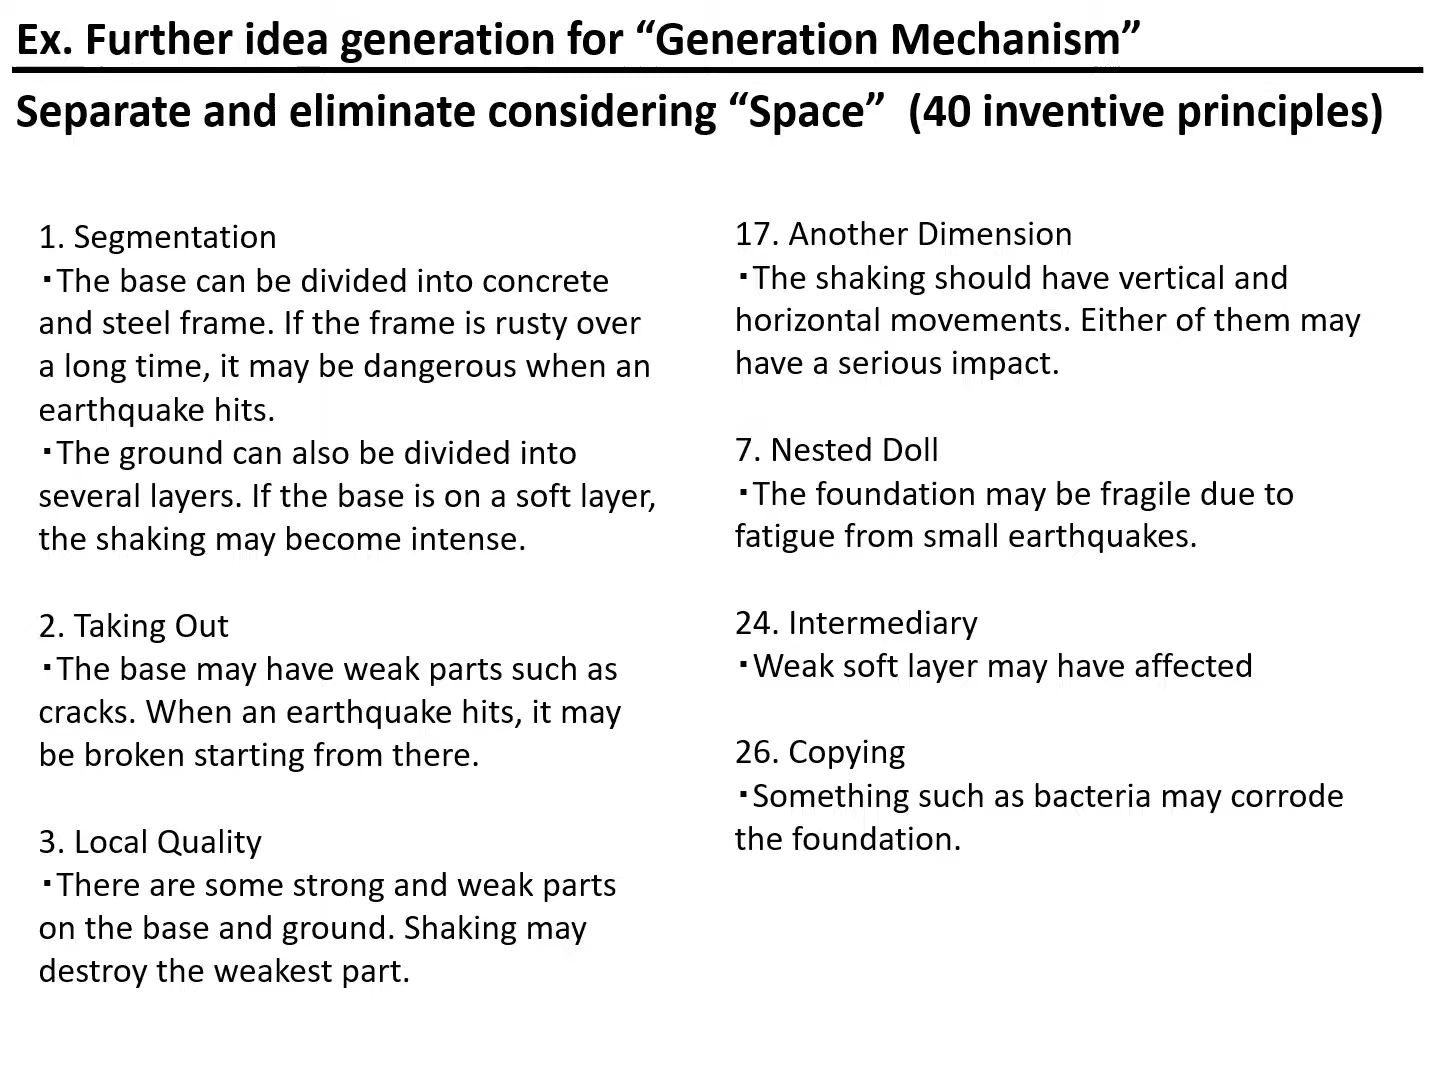 Ex. Further idea generation for “Generation Mechanism”
Separate and eliminate considering “Space” (40 inventive principles)
1. Segmentation
・The base can be divided into concrete
and steel frame. If the frame is rusty over
a long time, it may be dangerous when an
earthquake hits.
・The ground can also be divided into
several layers. If the base is on a soft layer,
the shaking may become intense.
2. Taking Out
・The base may have weak parts such as
cracks. When an earthquake hits, it may
be broken starting from there.
3. Local Quality
・There are some strong and weak parts
on the base and ground. Shaking may
destroy the weakest part.
17. Another Dimension
・The shaking should have vertical and
horizontal movements. Either of them may
have a serious impact.
7. Nested Doll
・The foundation may be fragile due to
fatigue from small earthquakes.
24. Intermediary
・Weak soft layer may have affected
26. Copying
・Something such as bacteria may corrode
the foundation.